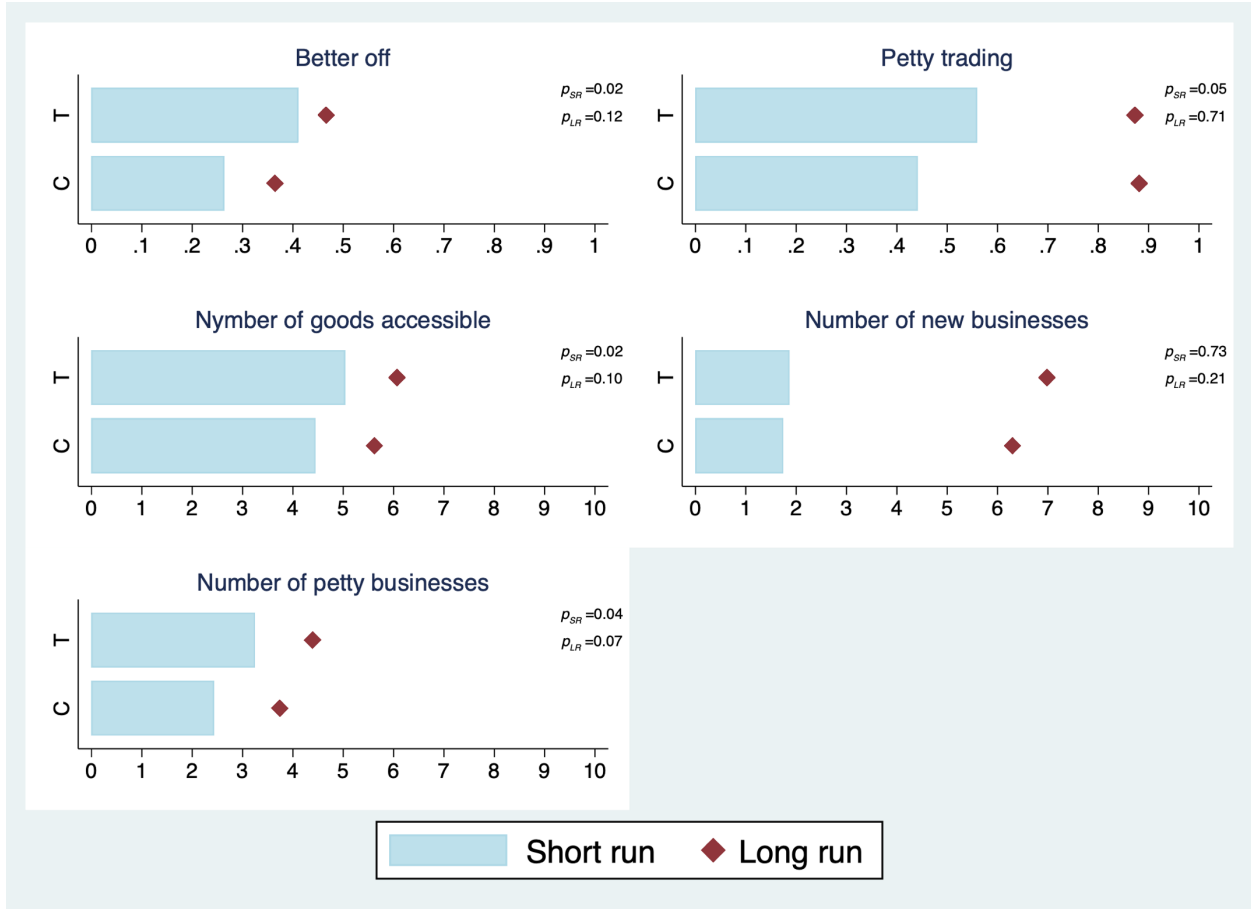 Better off
p_SR =0.02
p_LR =0.12
T
C
0 .1 .2 .3 .4 .5 .6 .7 .8 .9 1
Petty trading
p_SR =0.05
p_LR =0.71
T
C
0 .1 .2 .3 .4 .5 .6 .7 .8 .9 1
Nymber of goods accessible
p_SR =0.02
p_LR =0.10
T
C
0 1 2 3 4 5 6 7 8 9 10
Number of new businesses
p_SR =0.73
p_LR =0.21
T
C
0 1 2 3 4 5 6 7 8 9 10
Number of petty businesses
p_SR =0.04
p_LR =0.07
T
C
0 1 2 3 4 5 6 7 8 9 10
Short run Long run